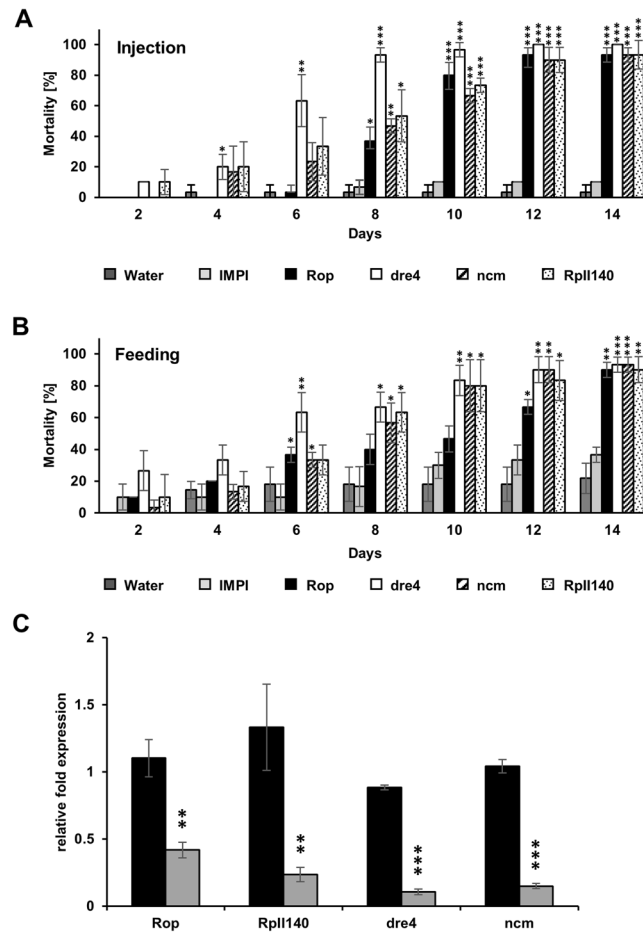 A
Injection
Mortality [%]
100
80
60
40
20
0
* ** * *** ** * *** *** *** *** *** *** *** *** *** *** *** ***
2 4 6 8 10 12 14
Days
Water IMPI Rop dre4 ncm RpII140
B
Feeding
Mortality [%]
100
80
60
40
20
0
2 4 6 8 10 12 14
Days
Water IMPI Rop dre4 ncm RpII140
C
relative fold expression
2
1.5
1
0.5
0
** ** *** ***
Rop RpII140 dre4 ncm